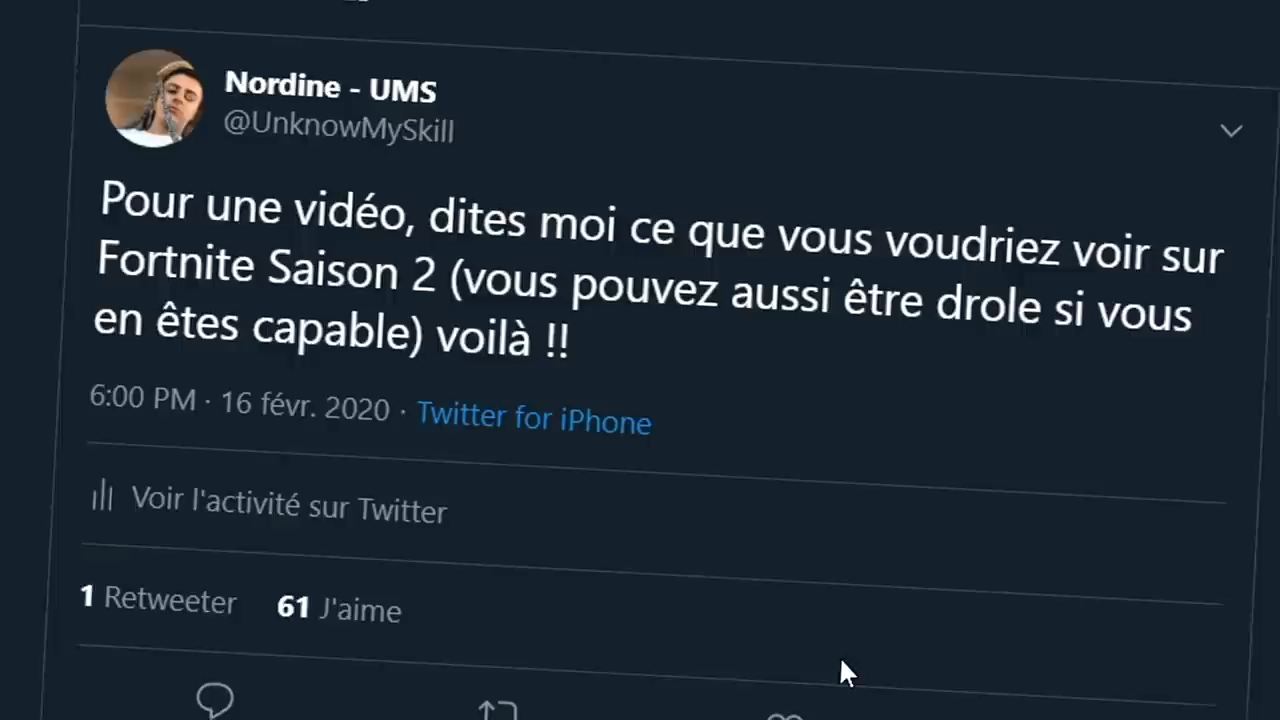 Nordine - UMS
@UnknowMySkill
Pour une vidéo, dites moi ce que vous voudriez voir sur
Fortnite Saison 2 (vous pouvez aussi être drole si vous
en êtes capable) voilà !!
6:00 PM · 16 févr. 2020 · Twitter for iPhone
Voir l'activité sur Twitter
1 Retweeter 61 J'aime